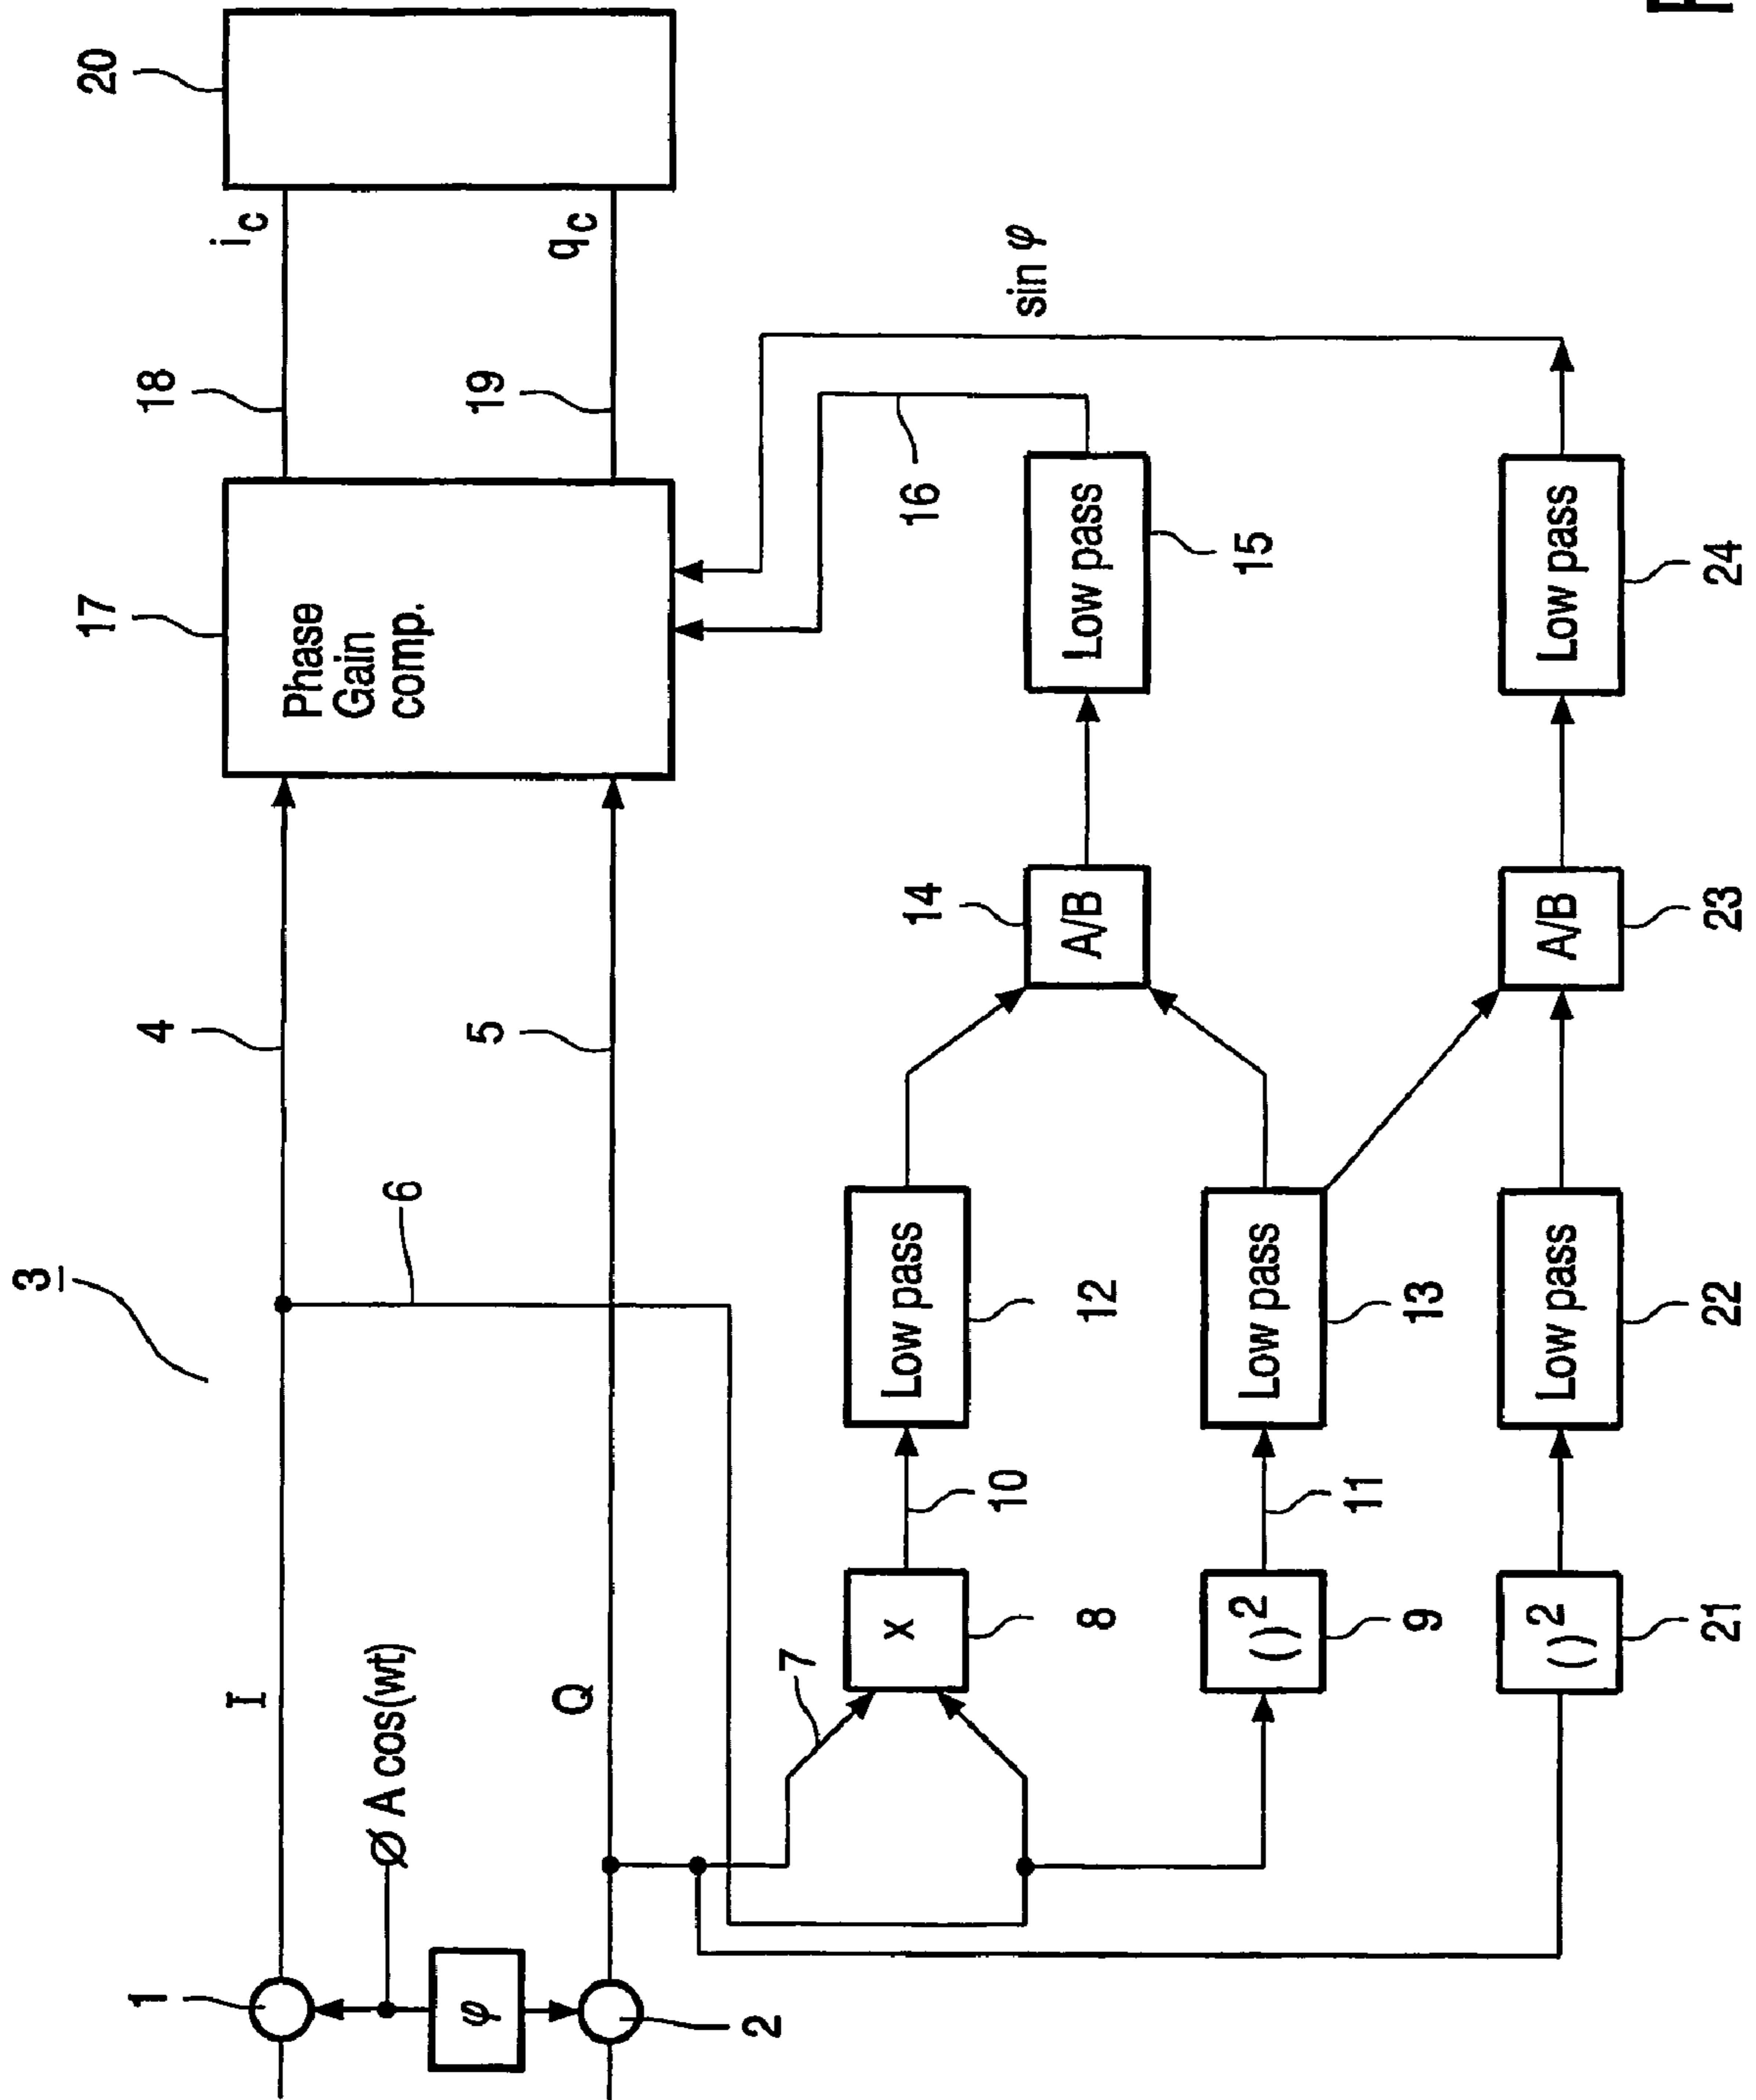 3
1
I
4
17
Phase
Gain
comp.
18
i c
20
Ø A cos(wt)
6
φ
2
Q
5
19
q c
7
x
8
10
Low pass
12
14
A/B
16
sin φ
Low pass
15
( ) 2
9
11
Low pass
13
( ) 2
21
Low pass
22
A/B
23
Low pass
24